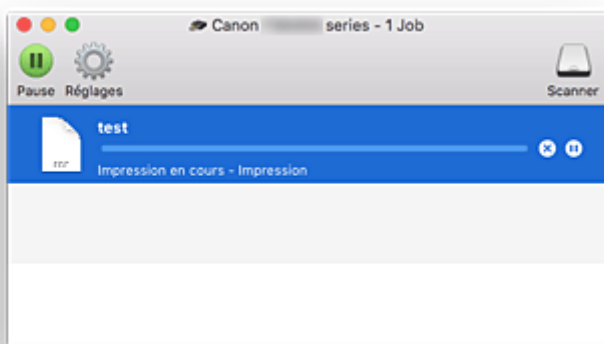 Canon series - 1 Job
Pause Réglages Scanner
test
Impression en cours - Impression